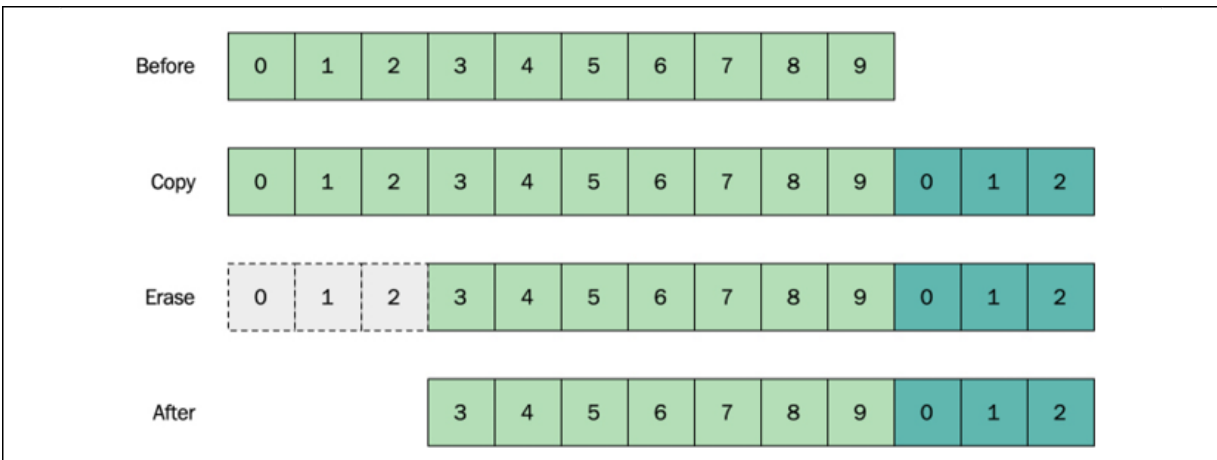 Before 0 1 2 3 4 5 6 7 8 9
Copy 0 1 2 3 4 5 6 7 8 9 0 1 2
Erase 0 1 2 3 4 5 6 7 8 9 0 1 2
After 3 4 5 6 7 8 9 0 1 2